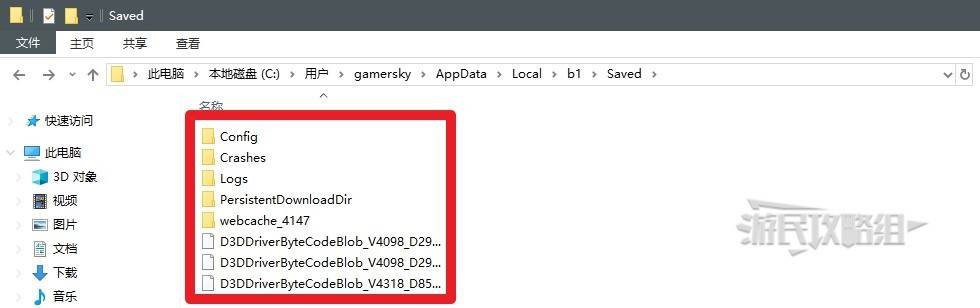 Saved
文件 主页 共享 查看
此电脑 本地磁盘 (C:) 用户 gamersky AppData Local b1 Saved
名称
快速访问
此电脑
3D 对象
视频
图片
文档
下载
音乐
Config
Crashes
Logs
PersistentDownloadDir
webcache_4147
D3DDriverByteCodeBlob_V4098_D29...
D3DDriverByteCodeBlob_V4098_D29...
D3DDriverByteCodeBlob_V4318_D85...
游民攻略组